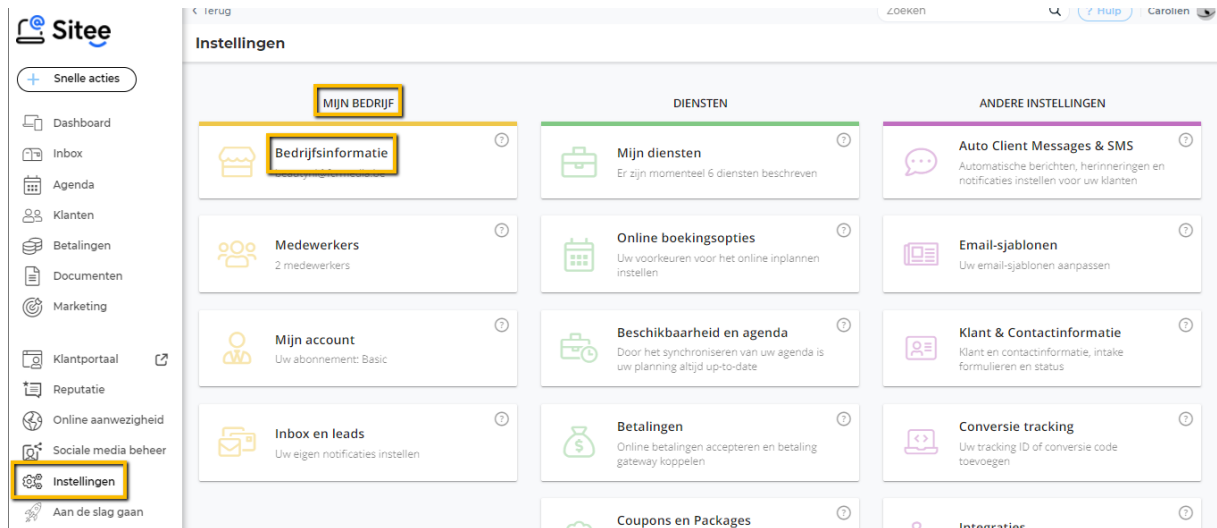 Terug
Zoeken
? Hulp
Carolien
Sitee
Instellingen
Snelle acties
Dashboard
Inbox
Agenda
Klanten
Betalingen
Documenten
Marketing
Klantportaal
Reputatie
Online aanwezigheid
Sociale media beheer
Instellingen
Aan de slag gaan
MIJN BEDRIJF
Bedrijfsinformatie
Medewerkers
2 medewerkers
Mijn account
Uw abonnement: Basic
Inbox en leads
Uw eigen notificaties instellen
DIENSTEN
Mijn diensten
Er zijn momenteel 6 diensten beschreven
Online boekingsopties
Uw voorkeuren voor het online inplannen
instellen
Beschikbaarheid en agenda
Door het synchroniseren van uw agenda is
uw planning altijd up-to-date
Betalingen
Online betalingen accepteren en betaling
gateway koppelen
Coupons en Packages
ANDERE INSTELLINGEN
Auto Client Messages & SMS
Automatische berichten, herinneringen en
notificaties instellen voor uw klanten
Email-sjablonen
Uw email-sjablonen aanpassen
Klant & Contactinformatie
Klant en contactinformatie, intake
formulieren en status
Conversie tracking
Uw tracking ID of conversie code
toevoegen
Integraties